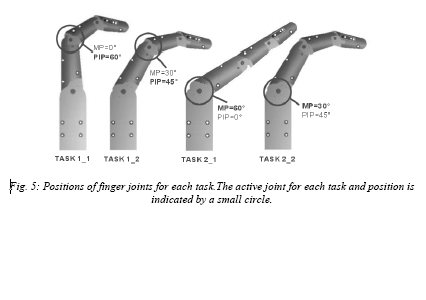 MP=0°
PIP=60°
MP=30°
PIP=45°
MP=60°
PIP=0°
MP=30°
PIP=45°
TASK 1_1 TASK 1_2 TASK 2_1 TASK 2_2
Fig. 5: Positions of finger joints for each task.The active joint for each task and position is
indicated by a small circle.